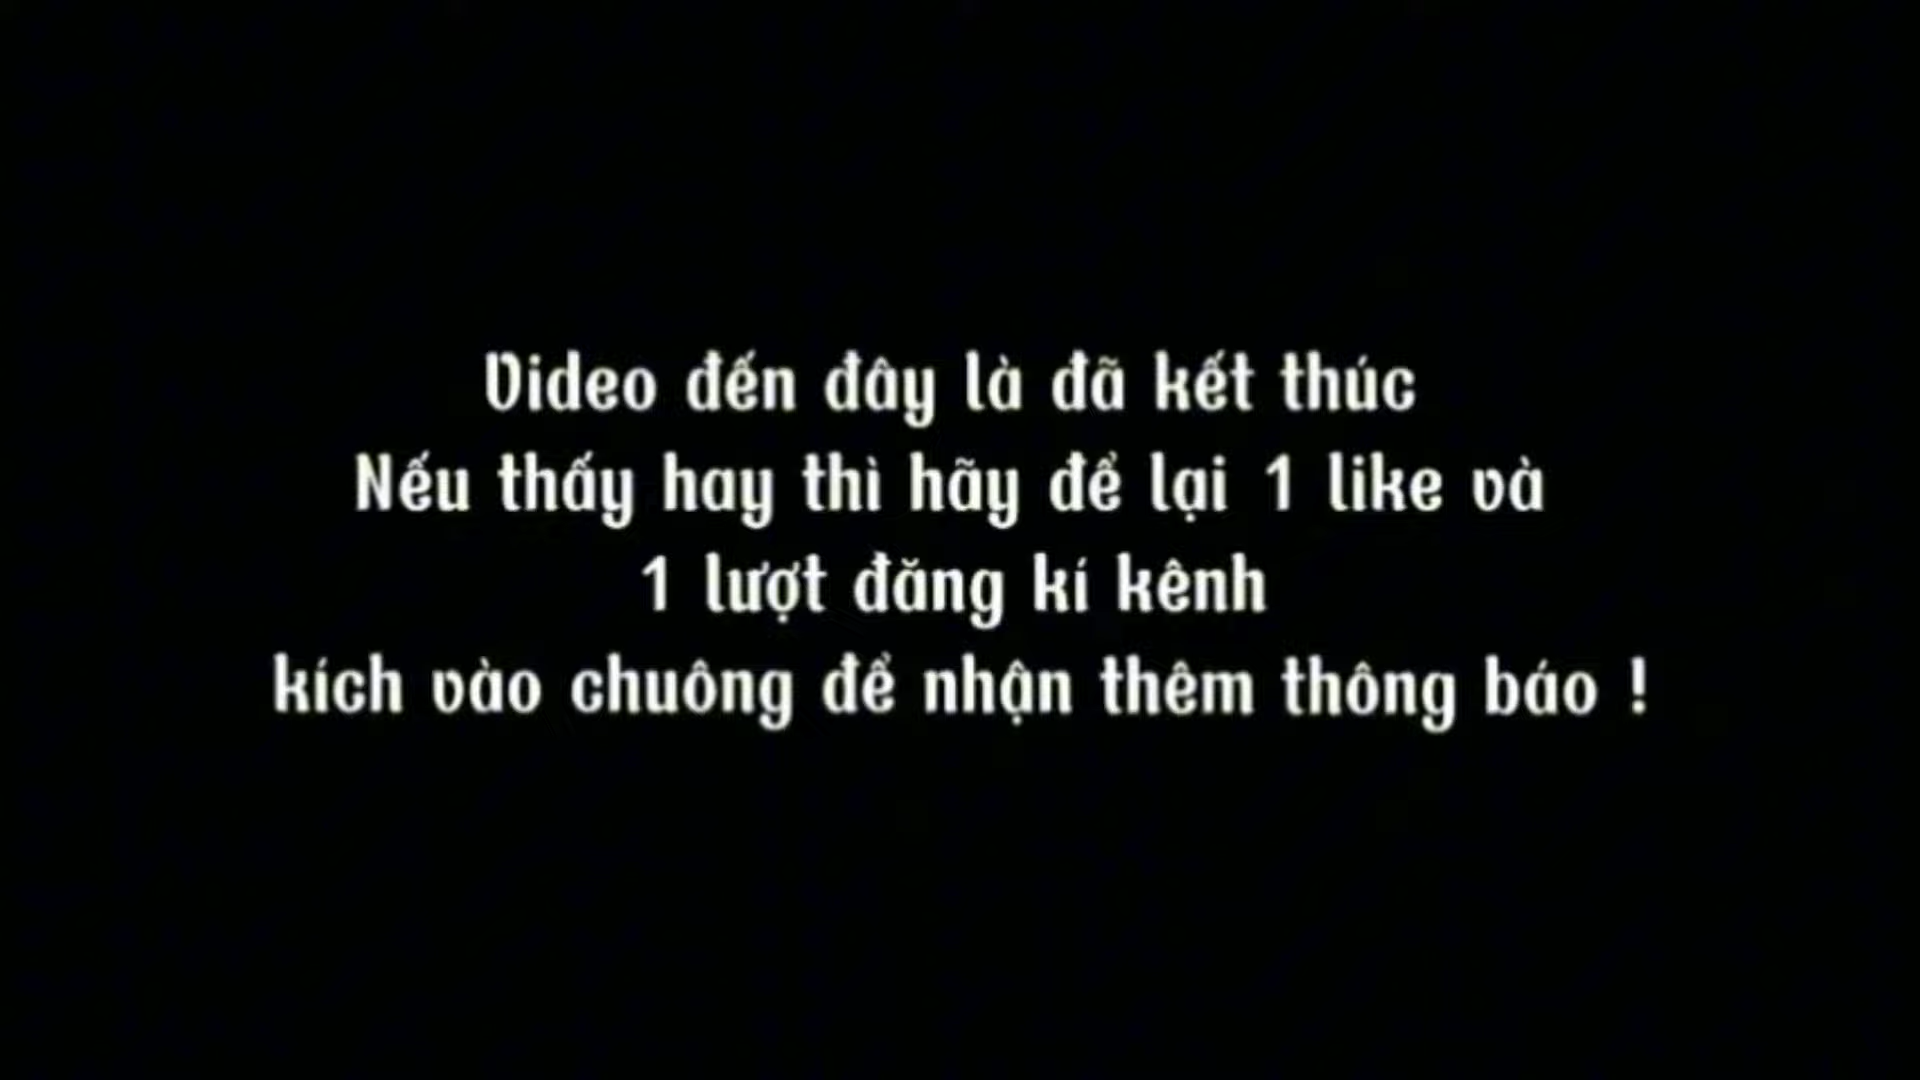 Video đến đây là đã kết thúc
Nếu thấy hay thì hãy để lại 1 like và
1 lượt đăng kí kênh
kích vào chuông để nhận thêm thông báo !